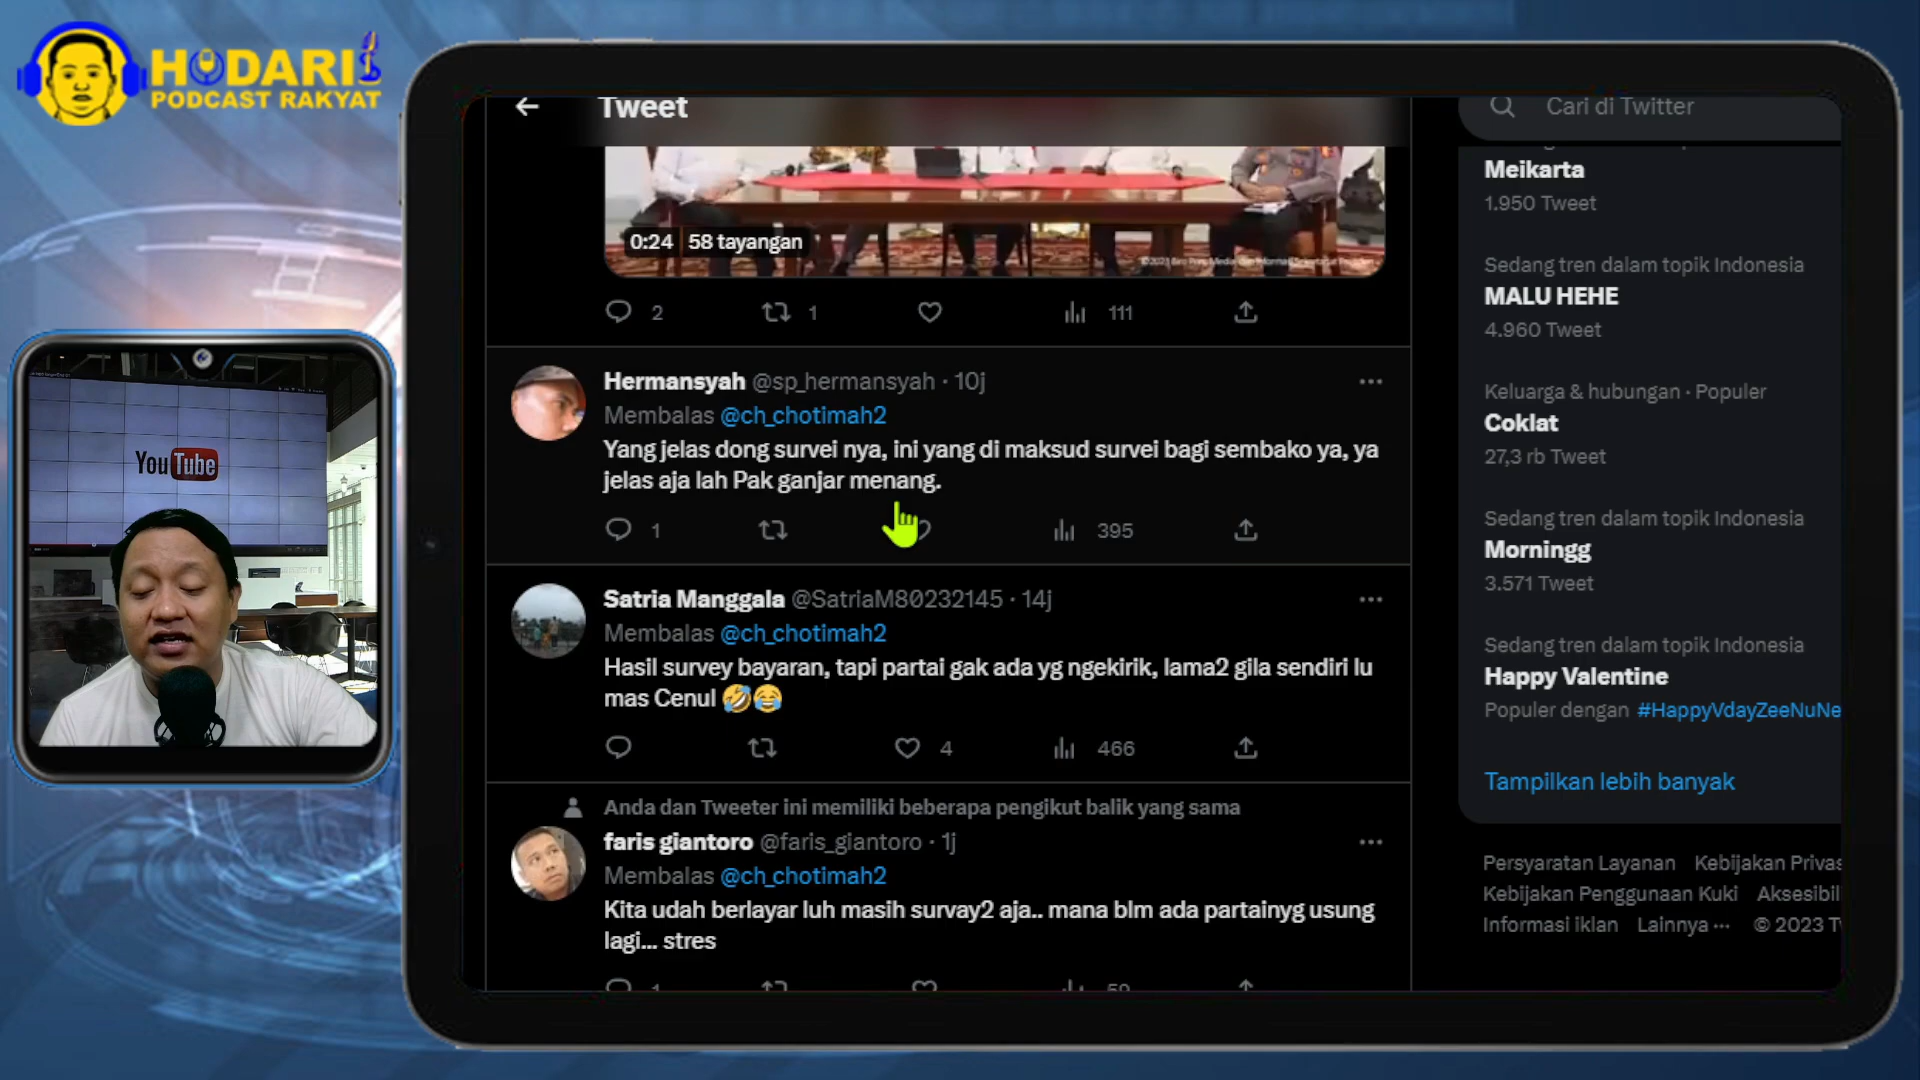 HODARI
PODCAST RAKYAT
YouTube
Tweet
Cari di Twitter
0:24 58 tayangan
2 1 111
Hermansyah @sp_hermansyah · 10j
Membalas @ch_chotimah2
Yang jelas dong survei nya, ini yang di maksud survei bagi sembako ya, ya
jelas aja lah Pak ganjar menang.
1 395
Satria Manggala @SatriaM80232145 · 14j
Membalas @ch_chotimah2
Hasil survey bayaran, tapi partai gak ada yg ngekirik, lama2 gila sendiri lu
mas Cenul 🤣😂
4 466
Anda dan Tweeter ini memiliki beberapa pengikut balik yang sama
faris giantoro @faris_giantoro · 1j
Membalas @ch_chotimah2
Kita udah berlayar luh masih survay2 aja.. mana blm ada partainyg usung
lagi... stres
1 59
Meikarta
1.950 Tweet
Sedang tren dalam topik Indonesia
MALU HEHE
4.960 Tweet
Keluarga & hubungan · Populer
Coklat
27,3 rb Tweet
Sedang tren dalam topik Indonesia
Morningg
3.571 Tweet
Sedang tren dalam topik Indonesia
Happy Valentine
Populer dengan #HappyVdayZeeNuNe
Tampilkan lebih banyak
Persyaratan Layanan Kebijakan Privas
Kebijakan Penggunaan Kuki Aksesibil
Informasi iklan Lainnya ··· © 2023 T